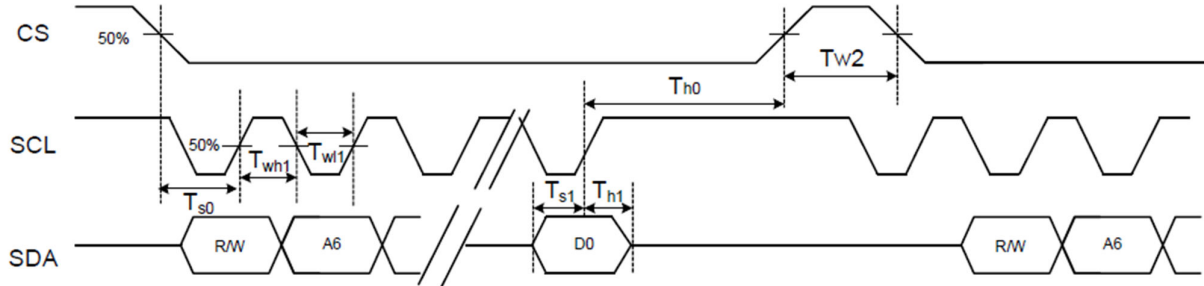 CS
50%
TW2
Th0
SCL
50%
Twh1
Twl1
Ts0
Ts1
Th1
SDA
R/W
A6
D0
R/W
A6